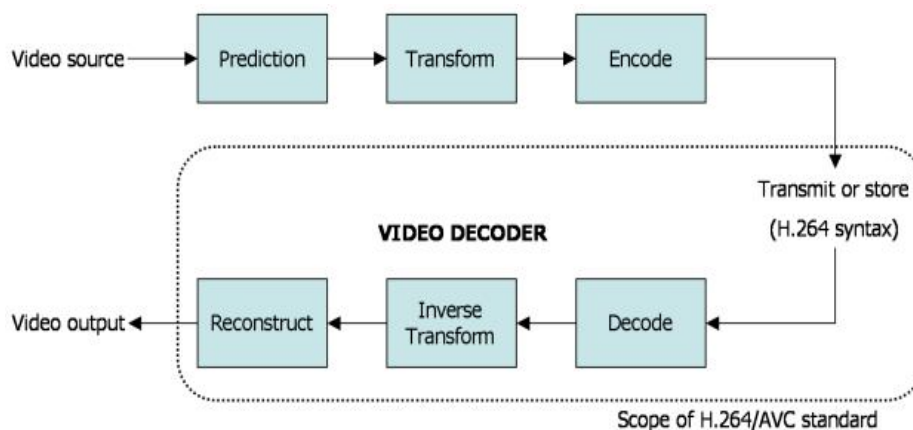 Video source
Prediction
Transform
Encode
Transmit or store
(H.264 syntax)
VIDEO DECODER
Video output
Reconstruct
Inverse
Transform
Decode
Scope of H.264/AVC standard